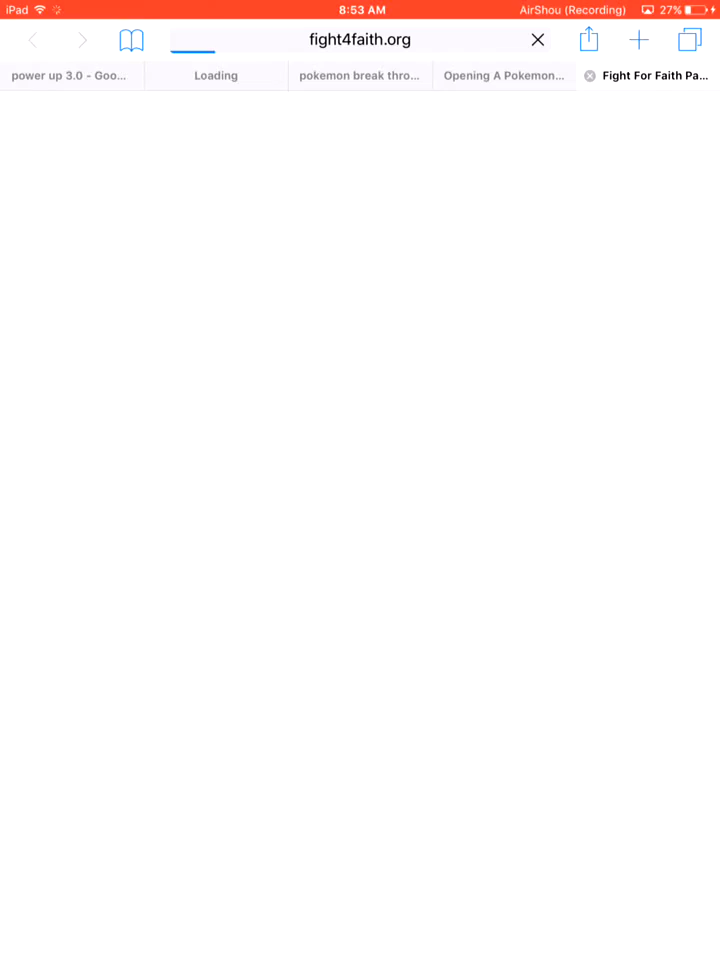 iPad 8:53 AM AirShou (Recording) 27%
fight4faith.org
power up 3.0 - Goo... Loading pokemon break thro... Opening A Pokemon... Fight For Faith Pa...